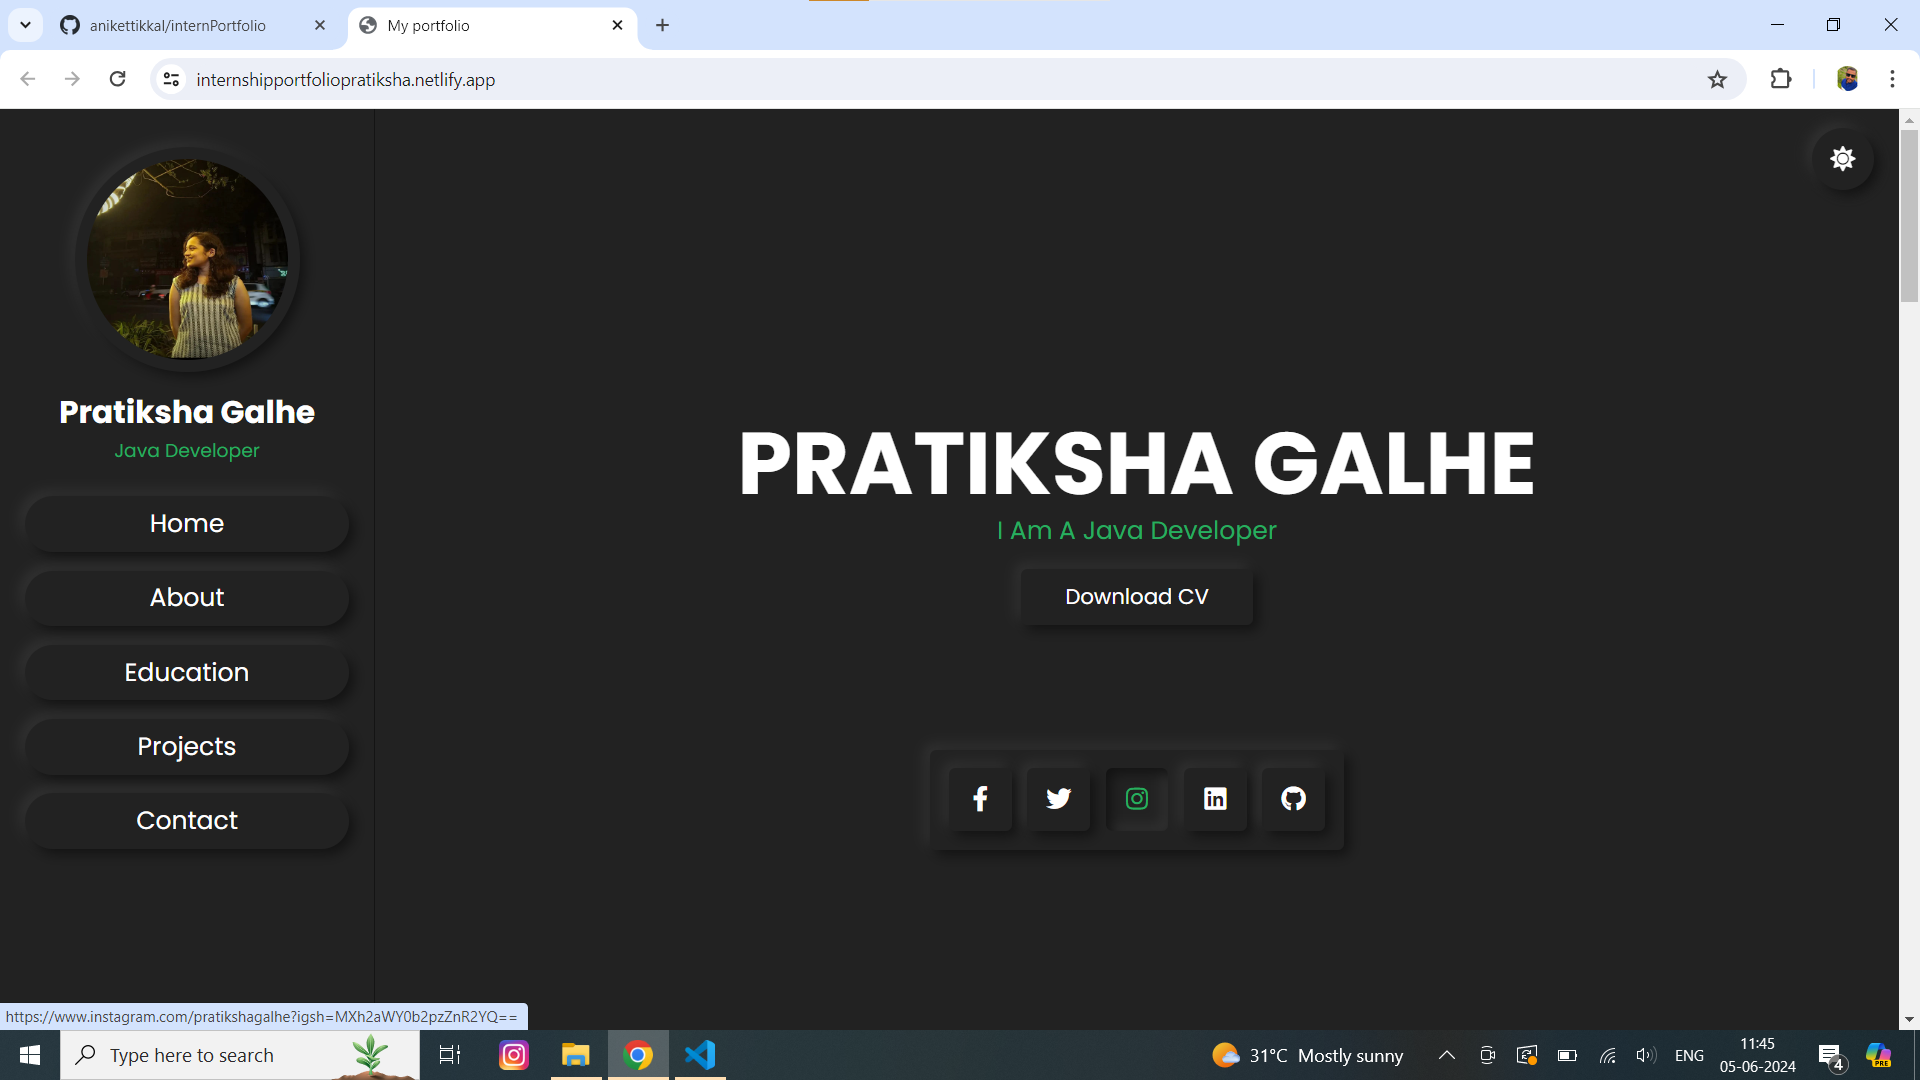 anikettikkal/internPortfolio
My portfolio
internshipportfoliopratiksha.netlify.app
Pratiksha Galhe
Java Developer
Home
About
Education
Projects
Contact
PRATIKSHA GALHE
I Am A Java Developer
Download CV
https://www.instagram.com/pratikshagalhe?igsh=MXh2aWY0b2pzZnR2YQ==
Type here to search
31°C Mostly sunny
ENG
11:45
05-06-2024
4
PRE